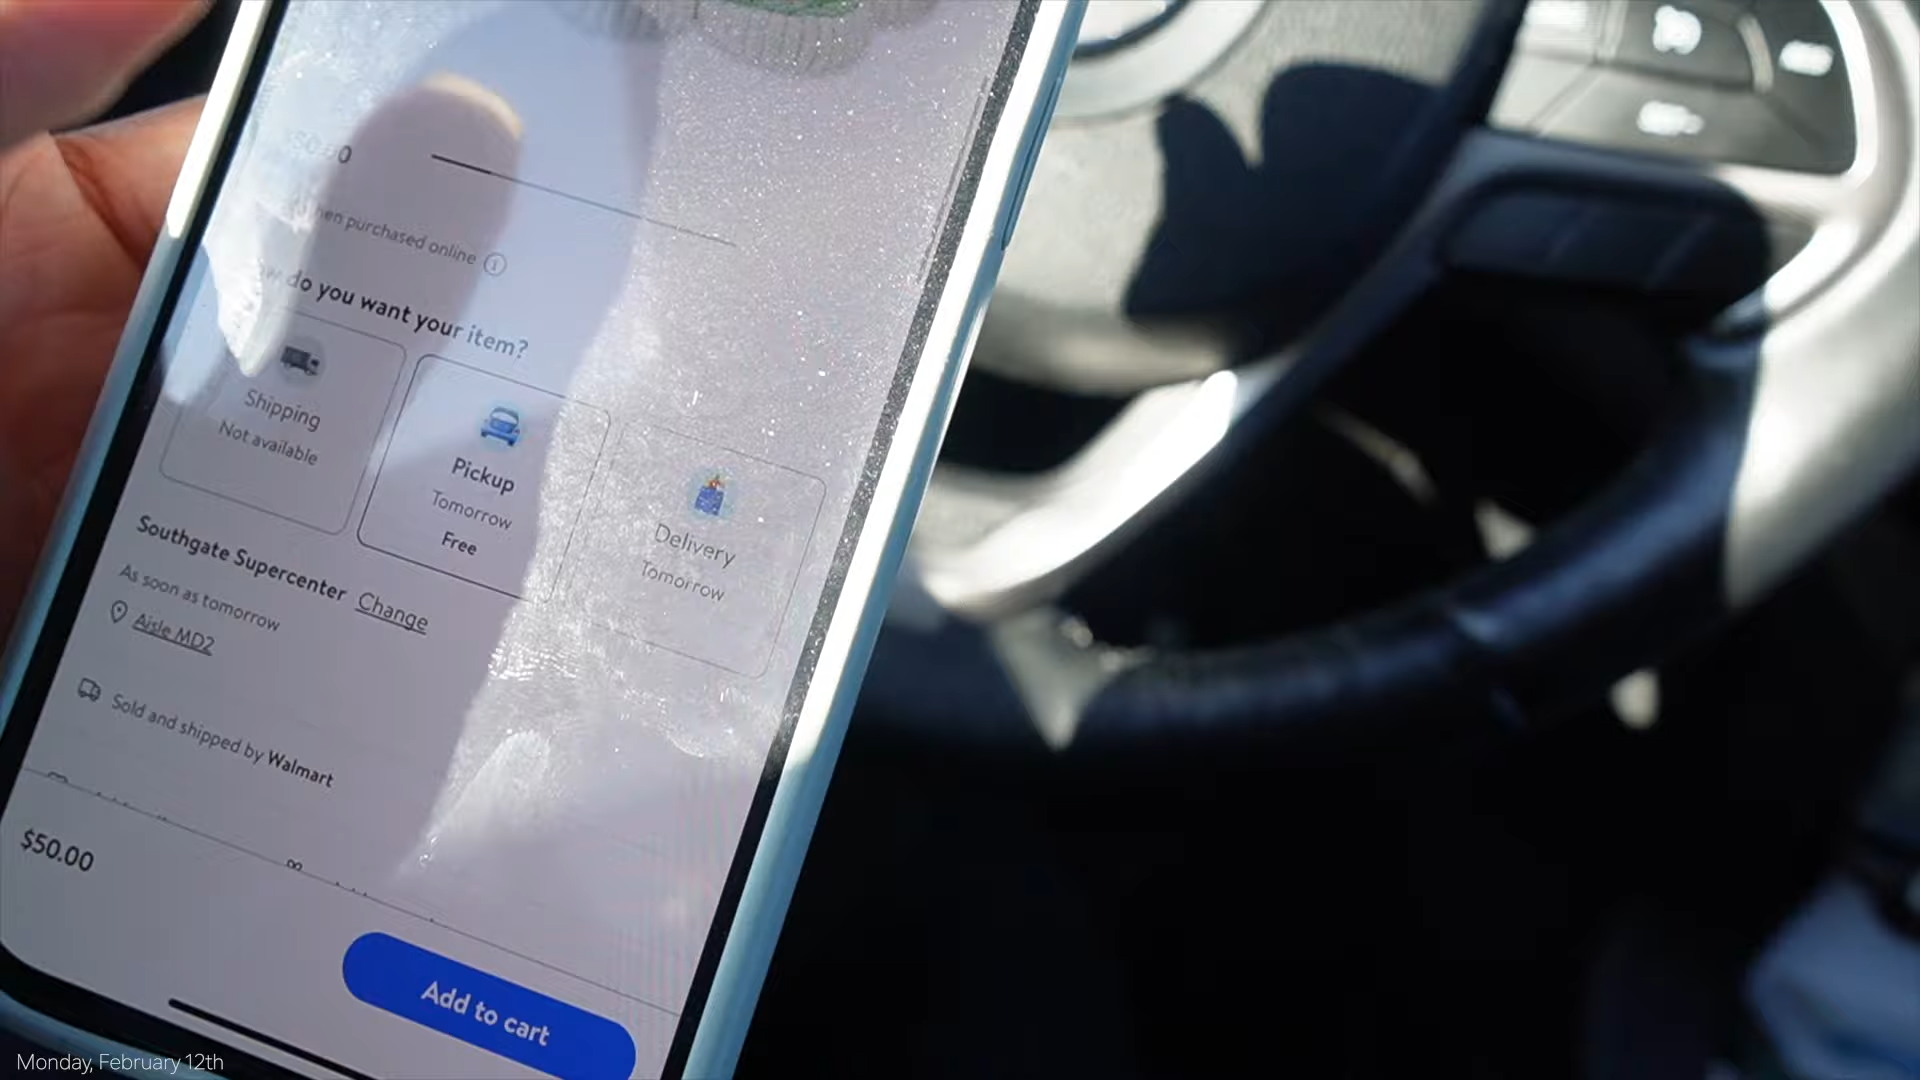 when purchased online
How do you want your item?
Shipping
Not available
Pickup
Tomorrow
Free
Delivery
Tomorrow
Southgate Supercenter Change
As soon as tomorrow
Aisle MD2
Sold and shipped by Walmart
$50.00
Add to cart
Monday, February 12th